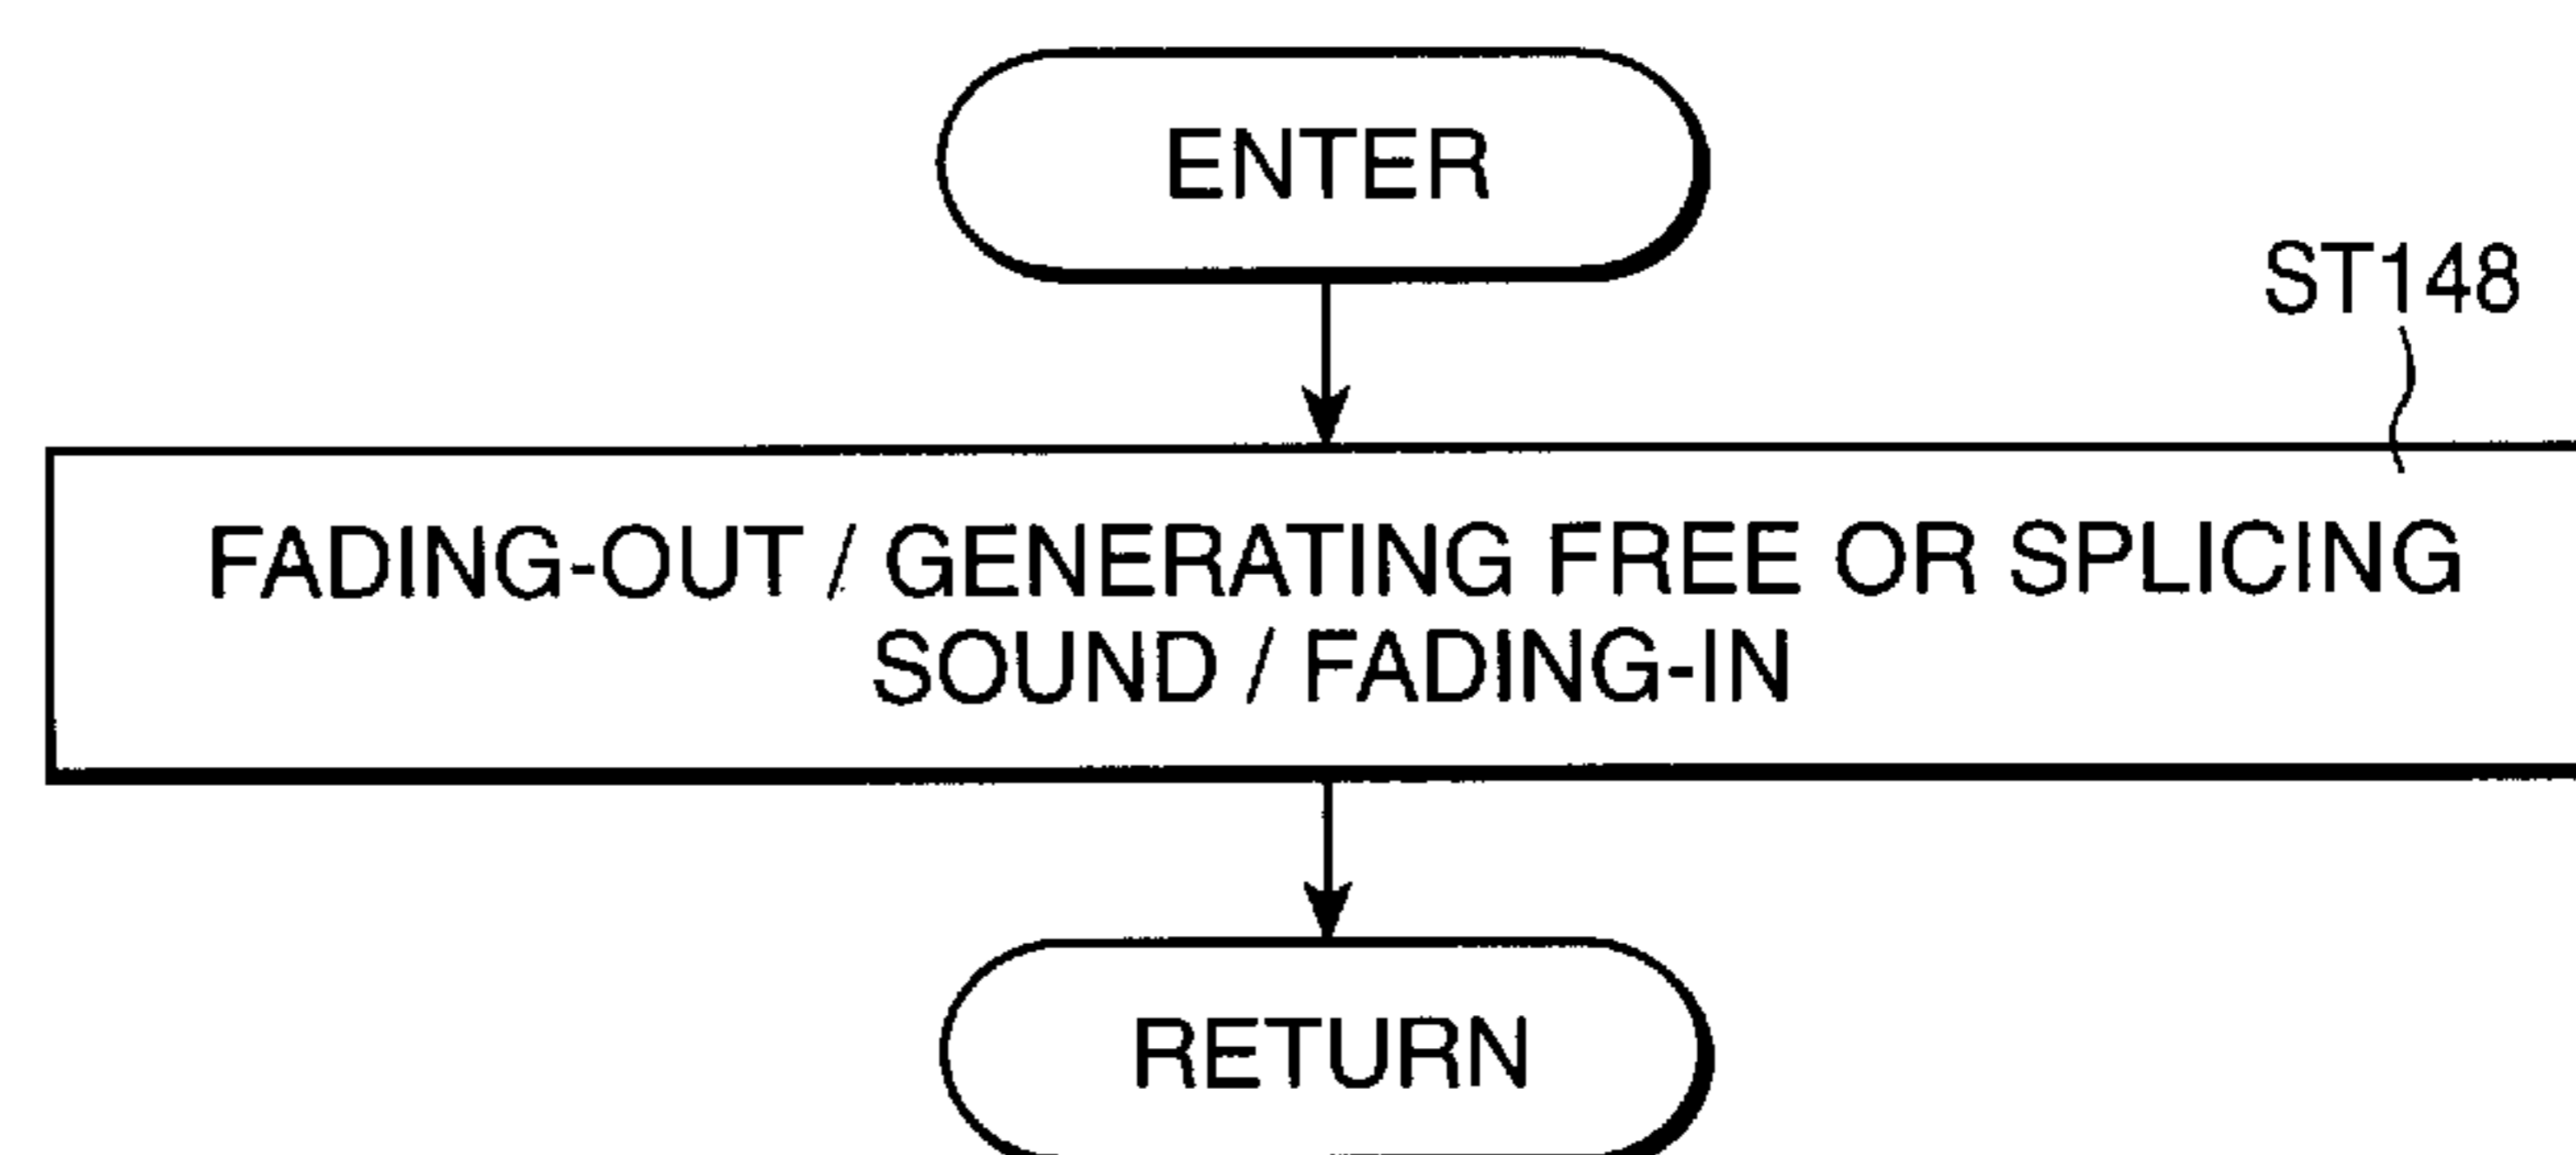 ENTER
ST148
FADING-OUT / GENERATING FREE OR SPLICING
SOUND / FADING-IN
RETURN